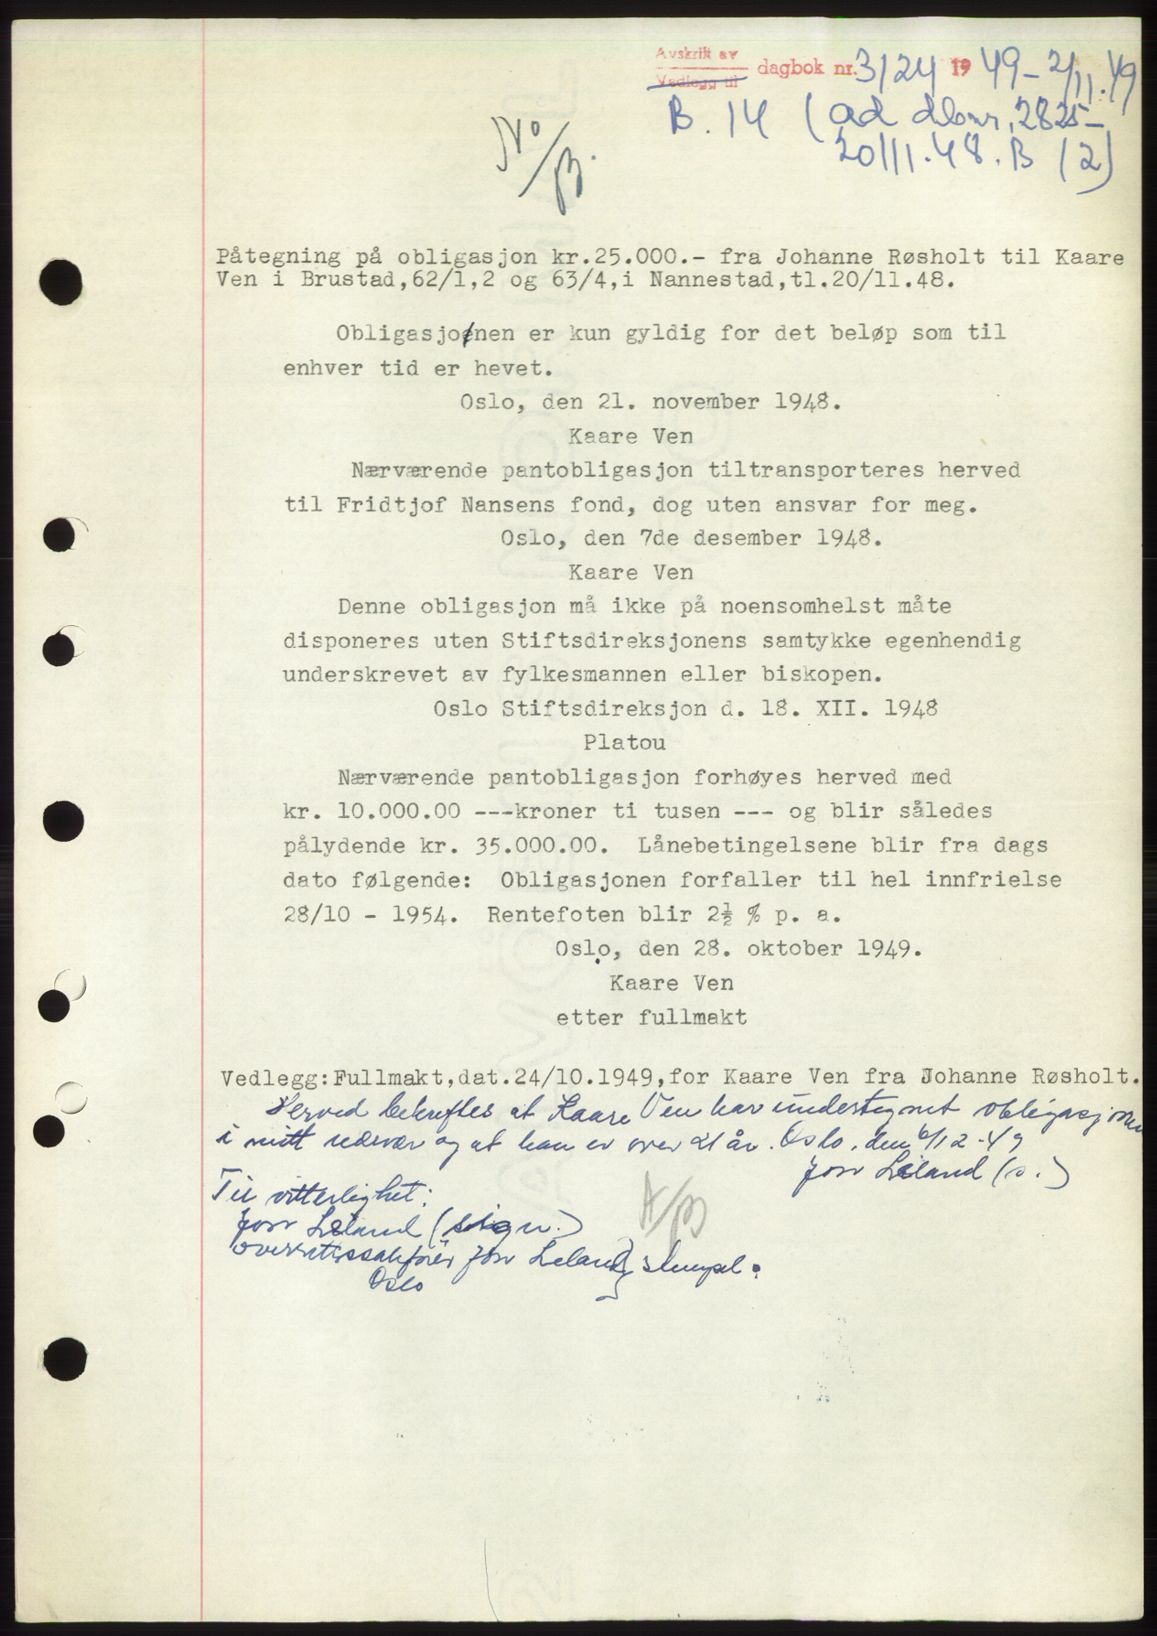 Avskrift av
Vedlegg til
dagbok nr. 3124 1949 - 2/11.49
B. 14 (ad dbnr. 2825 -
20/11.48. B (2)
Påtegning på obligasjon kr.25.000.- fra Johanne Røsholt til Kaare
Ven i Brustad,62/1,2 og 63/4,i Nannestad,tl.20/11.48.
Obligasjonen er kun gyldig for det beløp som til
enhver tid er hevet.
Oslo, den 21. november 1948.
Kaare Ven
Nærværende pantobligasjon tiltransporteres herved
til Fridtjof Nansens fond, dog uten ansvar for meg.
Oslo, den 7de desember 1948.
Kaare Ven
Denne obligasjon må ikke på noensomhelst måte
disponeres uten Stiftsdireksjonens samtykke egenhendig
underskrevet av fylkesmannen eller biskopen.
Oslo Stiftsdireksjon d. 18. XII. 1948
Platou
Nærværende pantobligasjon forhøyes herved med
kr. 10.000.00 ---kroner ti tusen --- og blir således
pålydende kr. 35.000.00. Lånebetingelsene blir fra dags
dato følgende: Obligasjonen forfaller til hel innfrielse
28/10 - 1954. Rentefoten blir 2½ % p. a.
Oslo, den 28. oktober 1949.
Kaare Ven
etter fullmakt
Vedlegg:Fullmakt,dat.24/10.1949,for Kaare Ven fra Johanne Røsholt.
Herved bekreftes at Kaare Ven har undertegnet obligasjonen
i mitt nærvær og at han er over 21 år. Oslo, den 6/12-49
Jon Leland (s.)
Til vitterlighet:
Jon Leland (sign.)
overrettssakfører Jon Leland} stempel.
Oslo